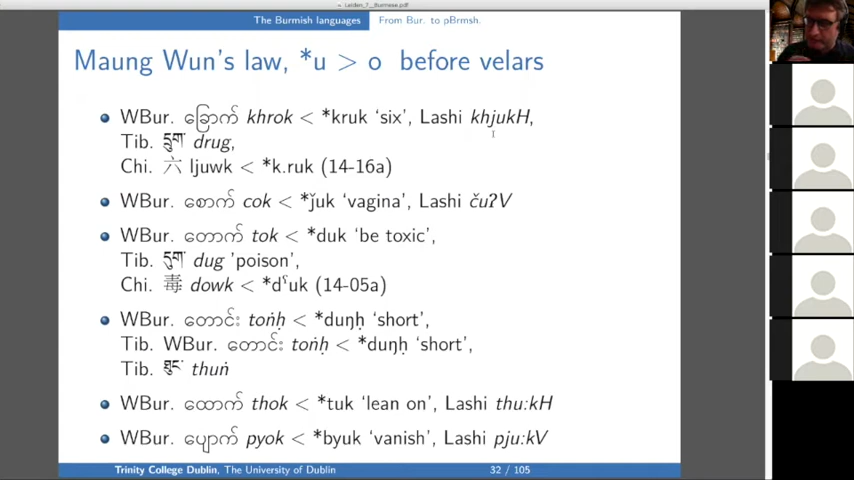 Leiden_7__Burmese.pdf
The Burmish languages From Bur. to pBrmsh.
Maung Wun's law, *u > o before velars
WBur. ခြောက် khrok < *kruk ‘six’, Lashi khjukH,
Tib. དྲུག་ drug,
Chi. 六 ljuwk < *k.ruk (14-16a)
WBur. စောက် cok < *ǰuk ‘vagina’, Lashi čuʔV
WBur. တောက် tok < *duk ‘be toxic’,
Tib. དུག་ dug 'poison’,
Chi. 毒 dowk < *dˤuk (14-05a)
WBur. တောင်း toṅḥ < *duŋḥ ‘short’,
Tib. WBur. တောင်း toṅḥ < *duŋḥ ‘short’,
Tib. ཐུང་ thuṅ
WBur. ထောက် thok < *tuk ‘lean on’, Lashi thu:kH
WBur. ပျောက် pyok < *byuk ‘vanish’, Lashi pju:kV
Trinity College Dublin, The University of Dublin 32 / 105